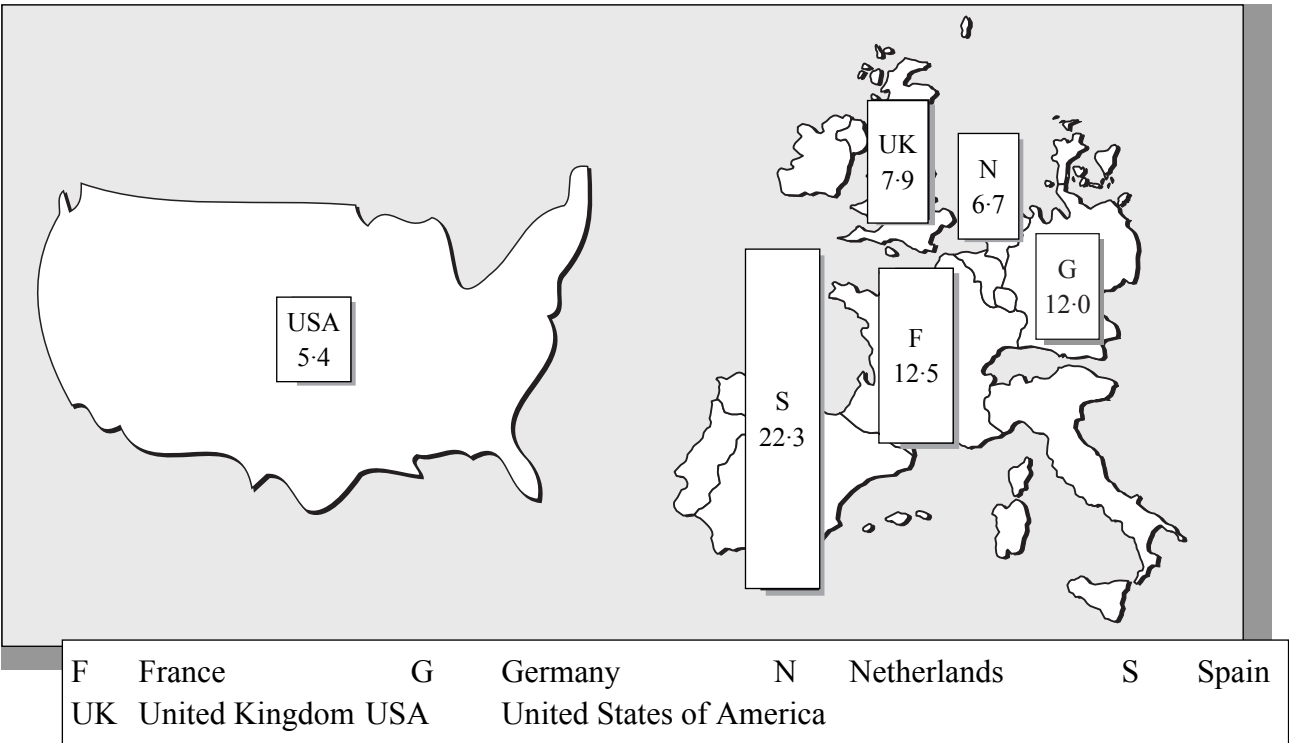 UK
7·9
N
6·7
G
12·0
USA
5·4
F
12·5
S
22·3
F France G Germany N Netherlands S Spain
UK United Kingdom USA United States of America